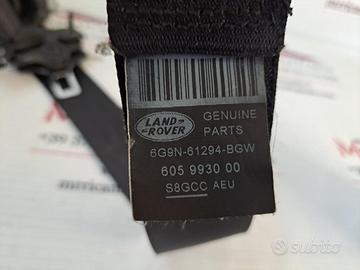 LAND
ROVER
GENUINE
PARTS
6G9N-61294-BGW
605 9930 00
S8GCC AEU
subito